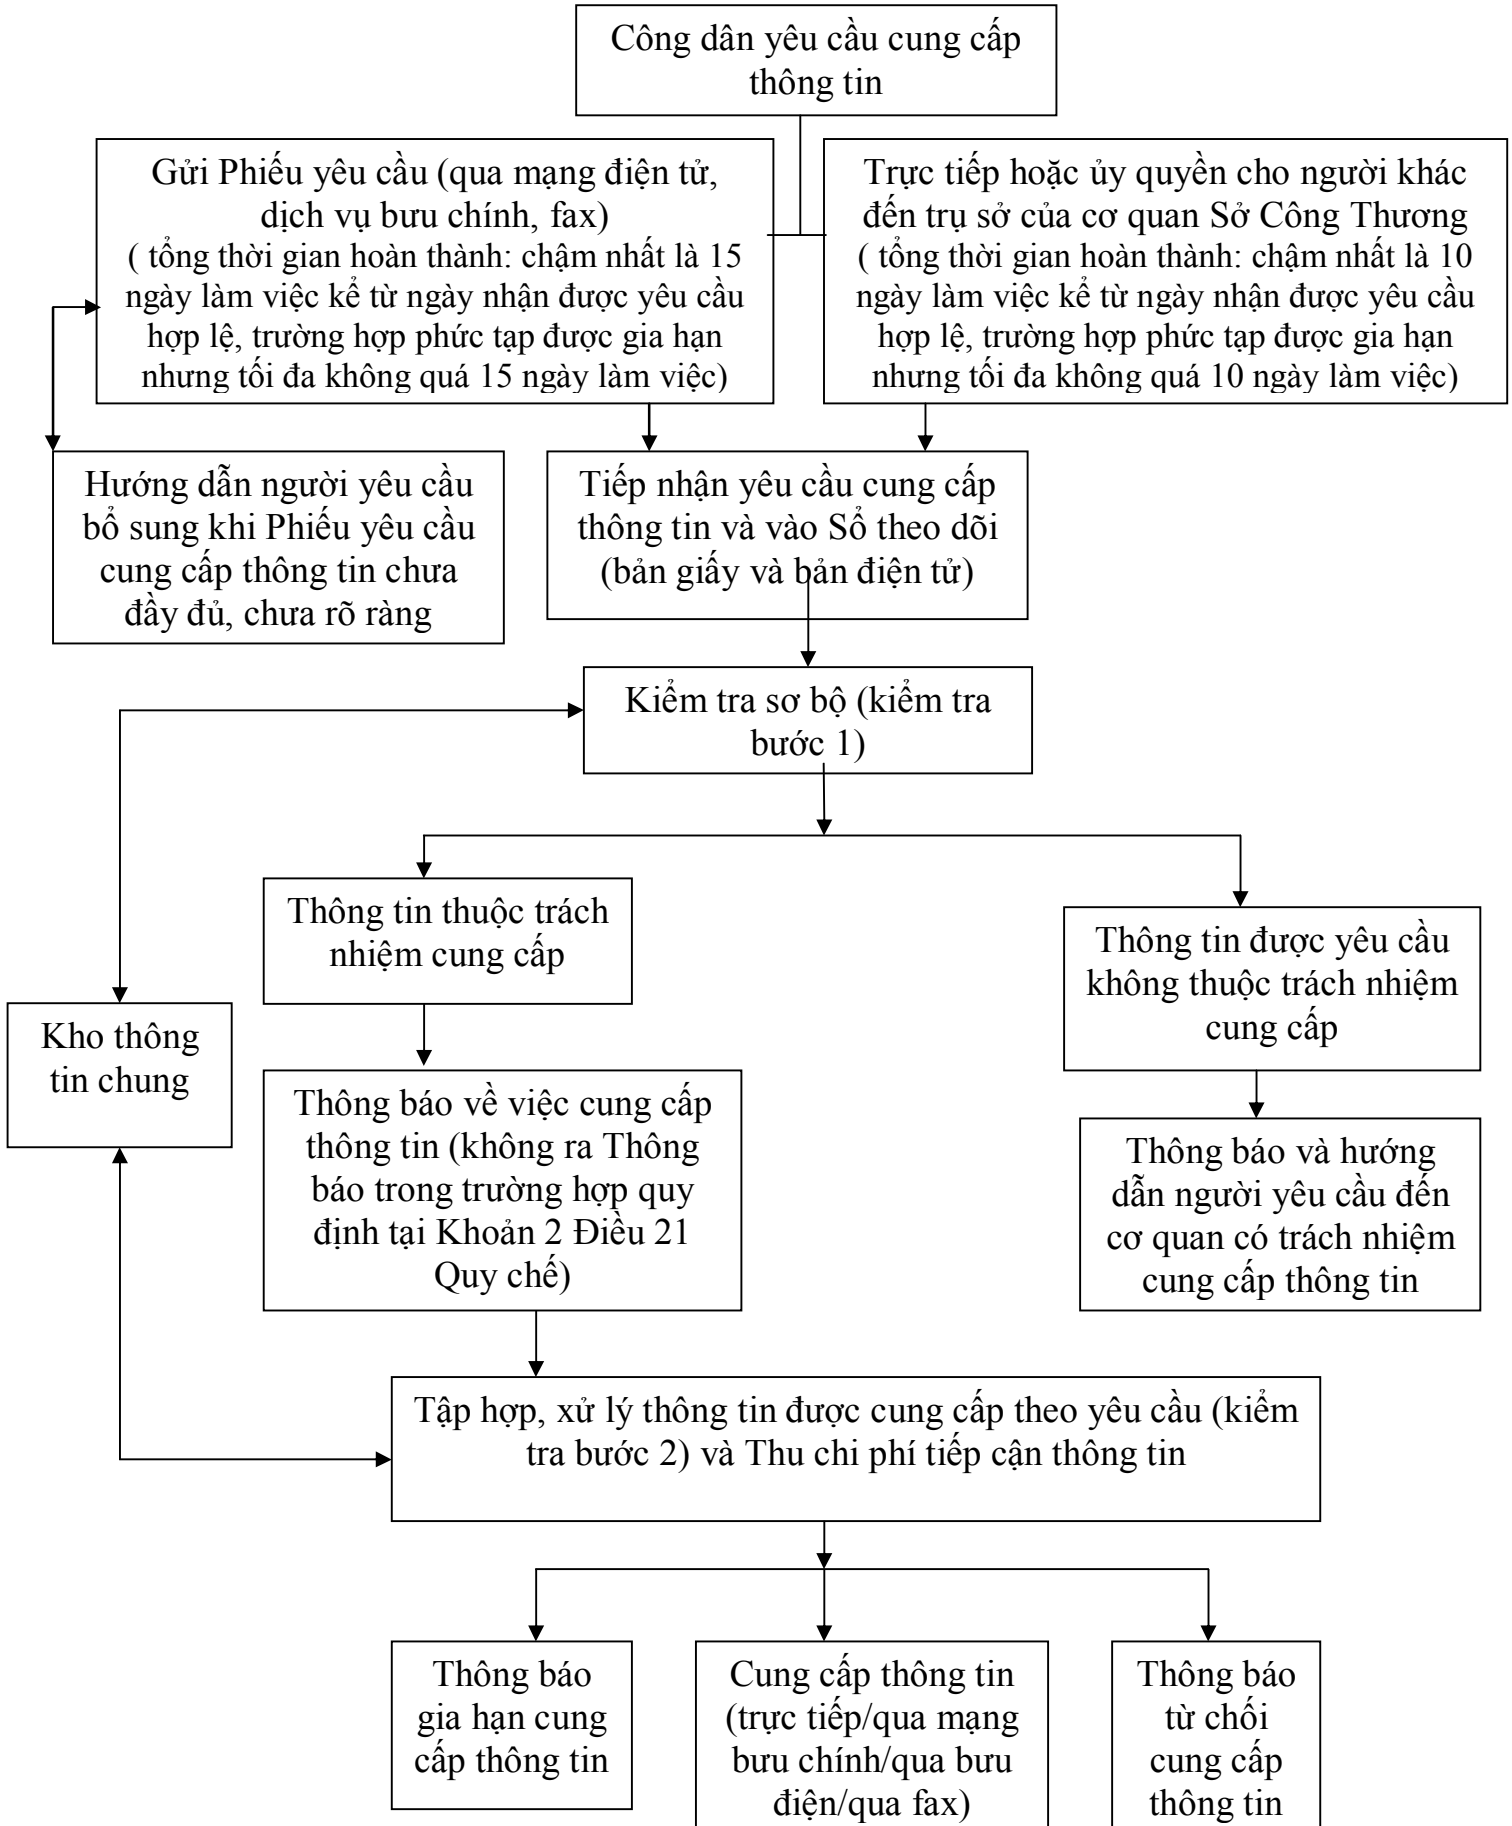 Công dân yêu cầu cung cấp
thông tin
Gửi Phiếu yêu cầu (qua mạng điện tử,
dịch vụ bưu chính, fax)
( tổng thời gian hoàn thành: chậm nhất là 15
ngày làm việc kể từ ngày nhận được yêu cầu
hợp lệ, trường hợp phức tạp được gia hạn
nhưng tối đa không quá 15 ngày làm việc)
Trực tiếp hoặc ủy quyền cho người khác
đến trụ sở của cơ quan Sở Công Thương
( tổng thời gian hoàn thành: chậm nhất là 10
ngày làm việc kể từ ngày nhận được yêu cầu
hợp lệ, trường hợp phức tạp được gia hạn
nhưng tối đa không quá 10 ngày làm việc)
Hướng dẫn người yêu cầu
bổ sung khi Phiếu yêu cầu
cung cấp thông tin chưa
đầy đủ, chưa rõ ràng
Tiếp nhận yêu cầu cung cấp
thông tin và vào Sổ theo dõi
(bản giấy và bản điện tử)
Kiểm tra sơ bộ (kiểm tra
bước 1)
Thông tin thuộc trách
nhiệm cung cấp
Thông tin được yêu cầu
không thuộc trách nhiệm
cung cấp
Kho thông
tin chung
Thông báo về việc cung cấp
thông tin (không ra Thông
báo trong trường hợp quy
định tại Khoản 2 Điều 21
Quy chế)
Thông báo và hướng
dẫn người yêu cầu đến
cơ quan có trách nhiệm
cung cấp thông tin
Tập hợp, xử lý thông tin được cung cấp theo yêu cầu (kiểm
tra bước 2) và Thu chi phí tiếp cận thông tin
Thông báo
gia hạn cung
cấp thông tin
Cung cấp thông tin
(trực tiếp/qua mạng
bưu chính/qua bưu
điện/qua fax)
Thông báo
từ chối
cung cấp
thông tin